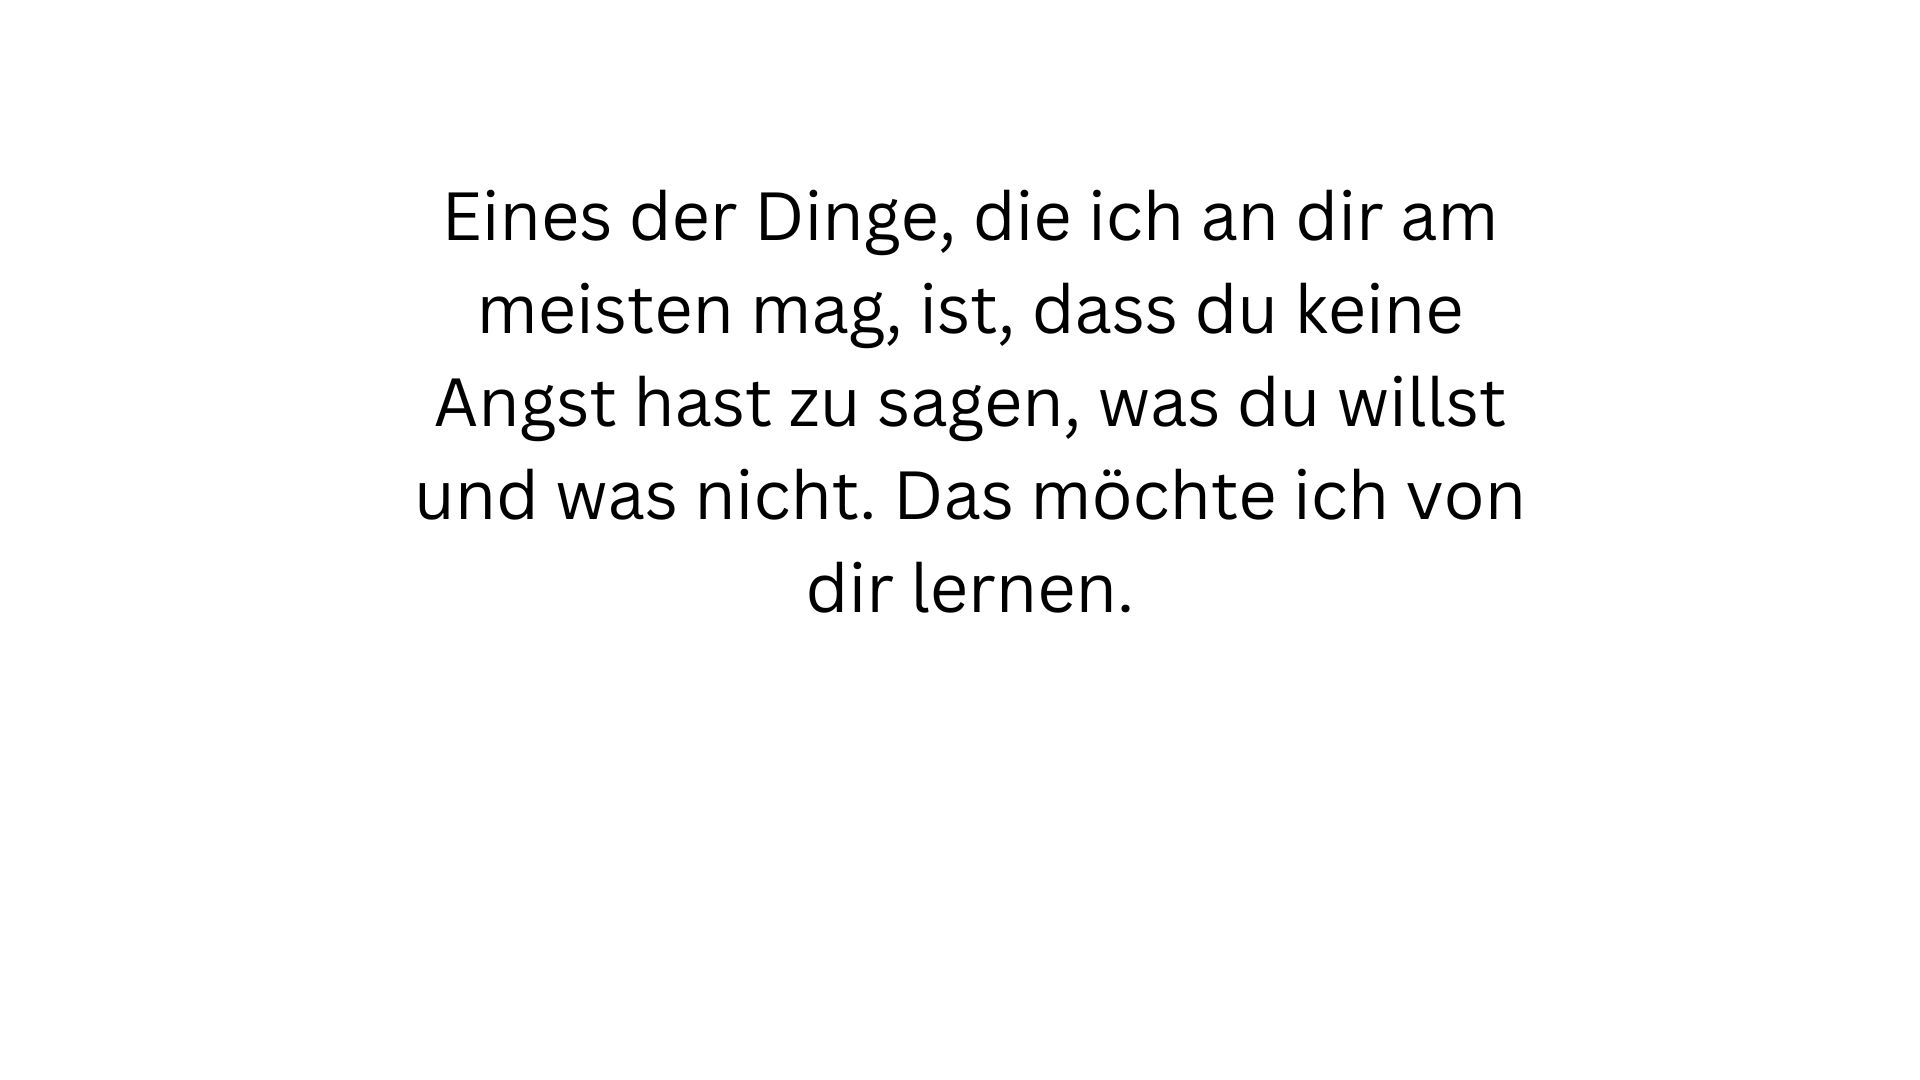 Eines der Dinge, die ich an dir am
meisten mag, ist, dass du keine
Angst hast zu sagen, was du willst
und was nicht. Das möchte ich von
dir lernen.